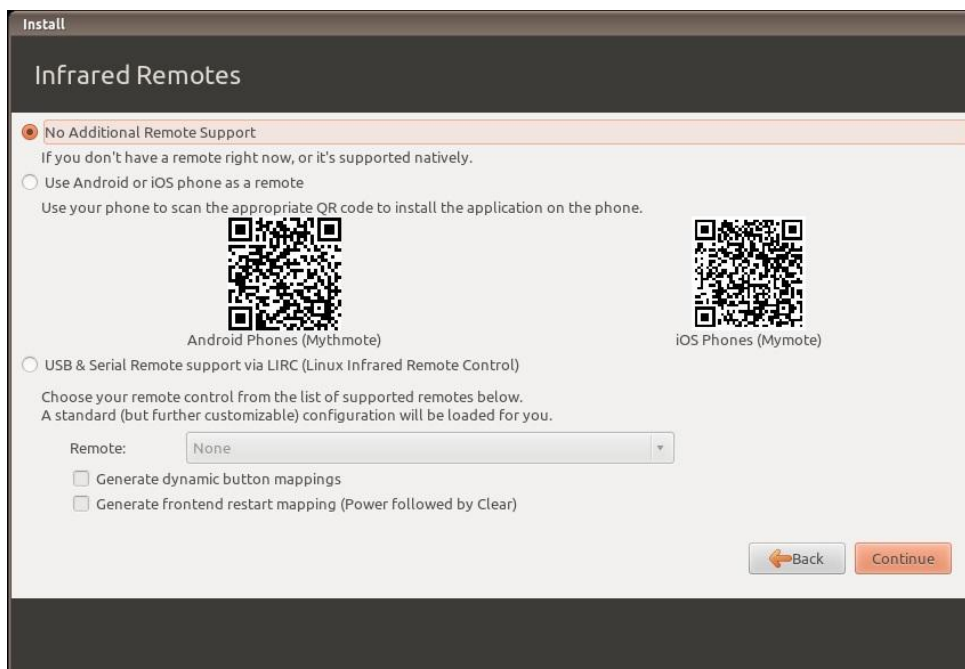 Install
Infrared Remotes
No Additional Remote Support
If you don't have a remote right now, or it's supported natively.
Use Android or iOS phone as a remote
Use your phone to scan the appropriate QR code to install the application on the phone.
Android Phones (Mythmote)
iOS Phones (Mymote)
USB & Serial Remote support via LIRC (Linux Infrared Remote Control)
Choose your remote control from the list of supported remotes below.
A standard (but further customizable) configuration will be loaded for you.
Remote: None
Generate dynamic button mappings
Generate frontend restart mapping (Power followed by Clear)
Back Continue